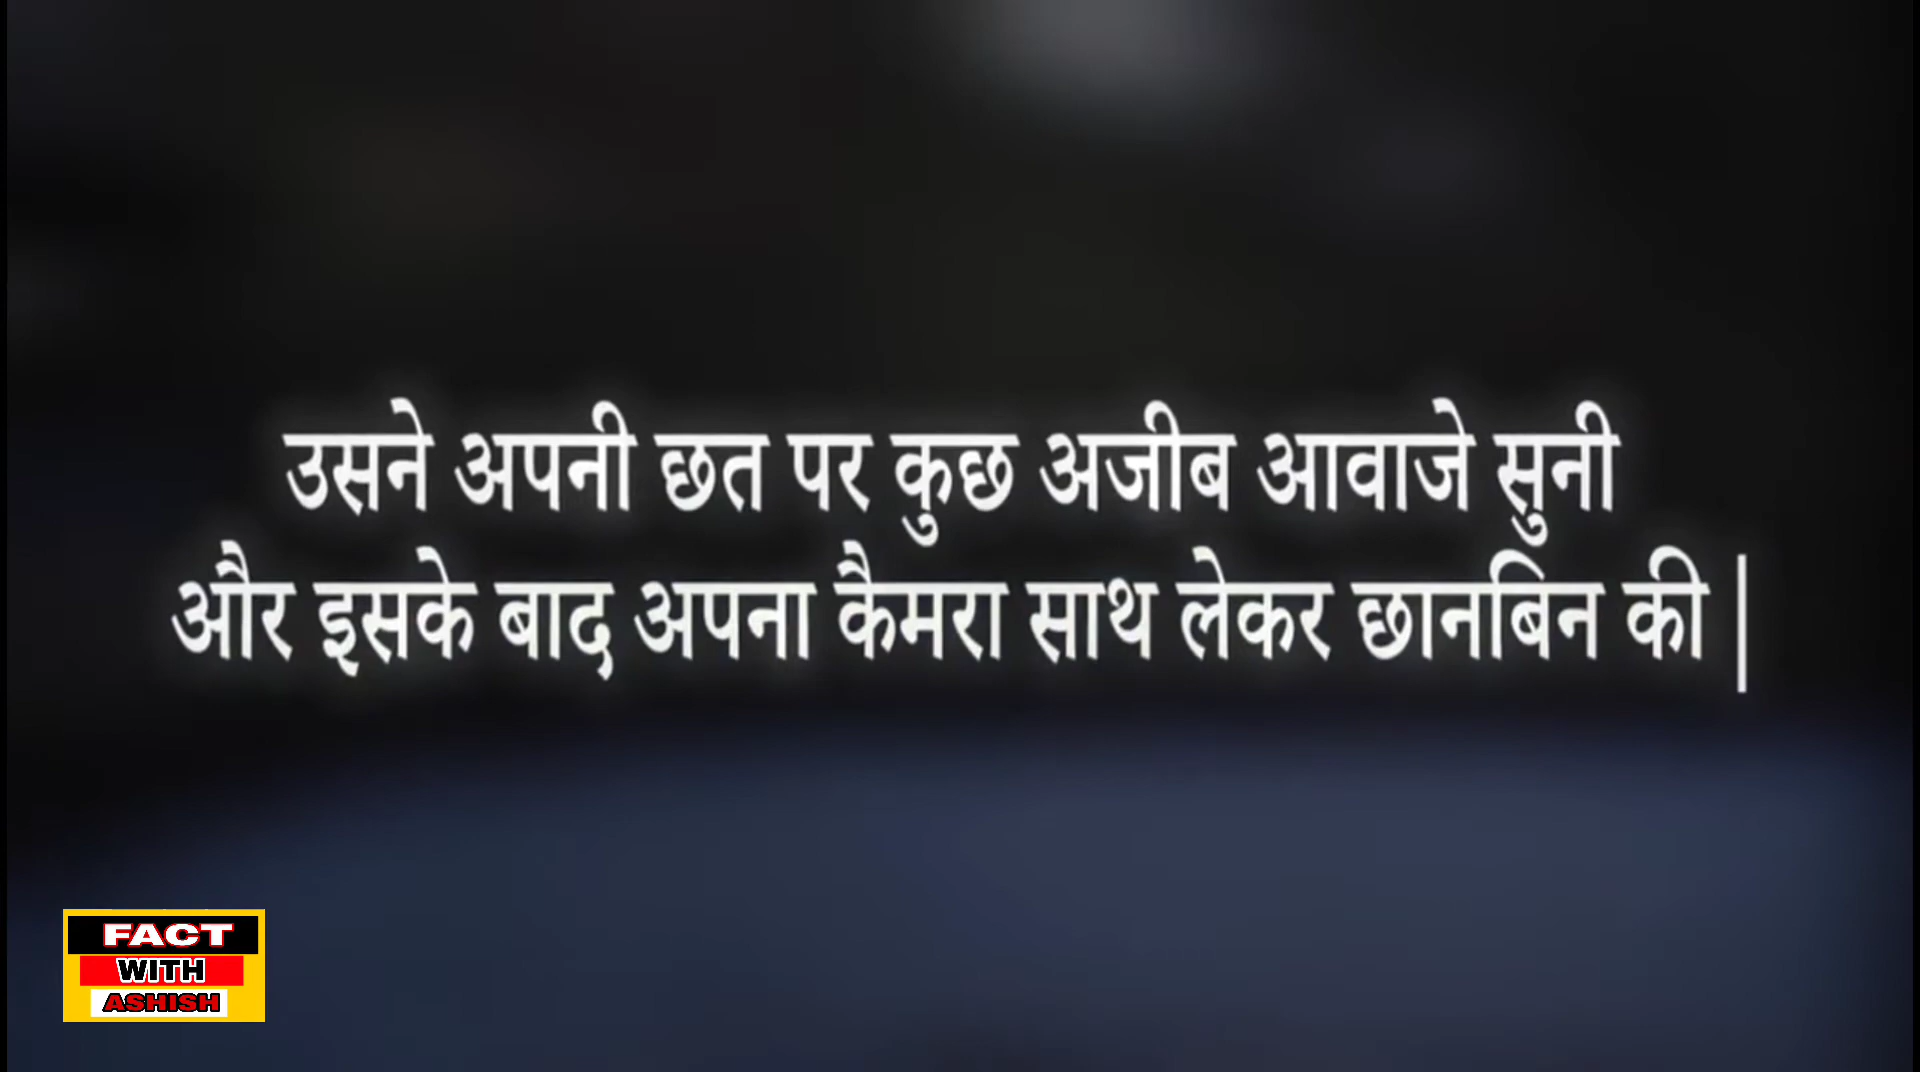 उसने अपनी छत पर कुछ अजीब आवाजे सुनी
और इसके बाद अपना कैमरा साथ लेकर छानबिन की |
FACT
WITH
ASHISH